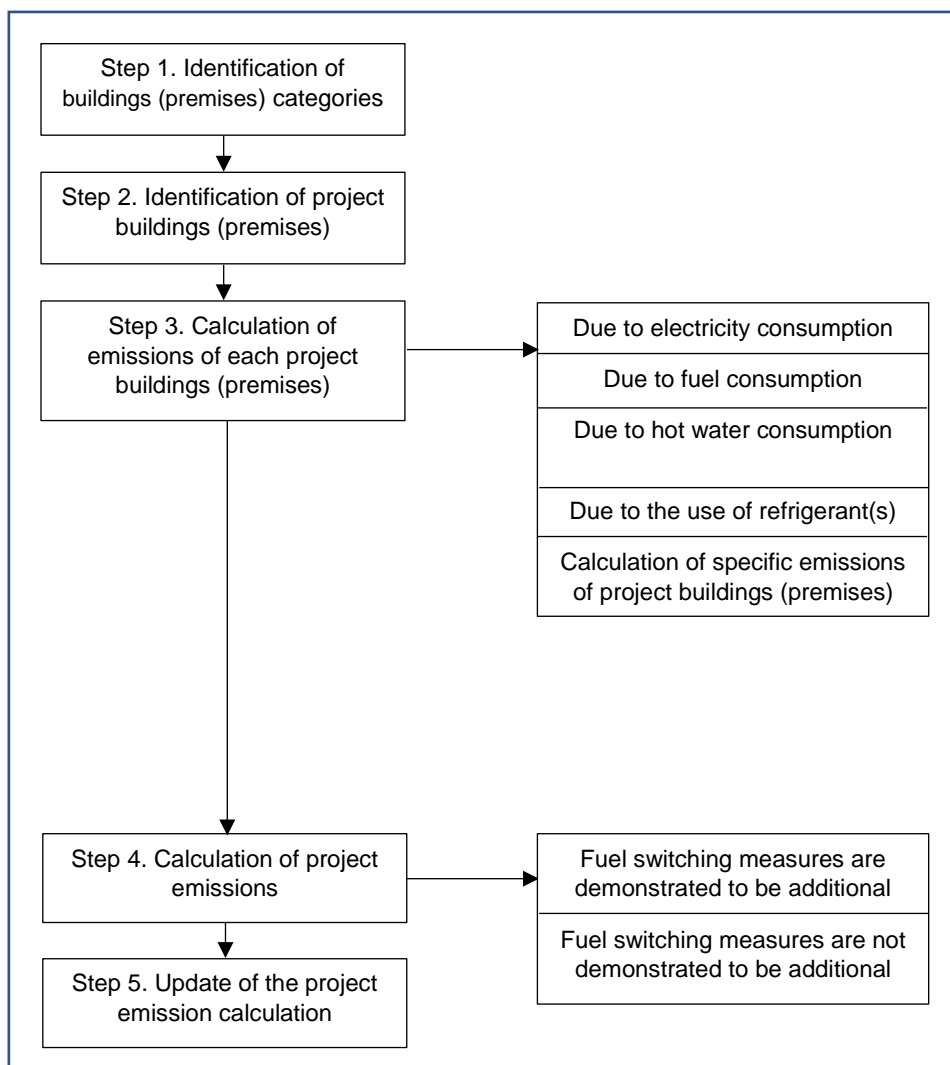 Step 1. Identification of
buildings (premises) categories
Step 2. Identification of project
buildings (premises)
Step 3. Calculation of
emissions of each project
buildings (premises)
Due to electricity consumption
Due to fuel consumption
Due to hot water consumption
Due to the use of refrigerant(s)
Calculation of specific emissions
of project buildings (premises)
Step 4. Calculation of project
emissions
Fuel switching measures are
demonstrated to be additional
Fuel switching measures are not
demonstrated to be additional
Step 5. Update of the project
emission calculation